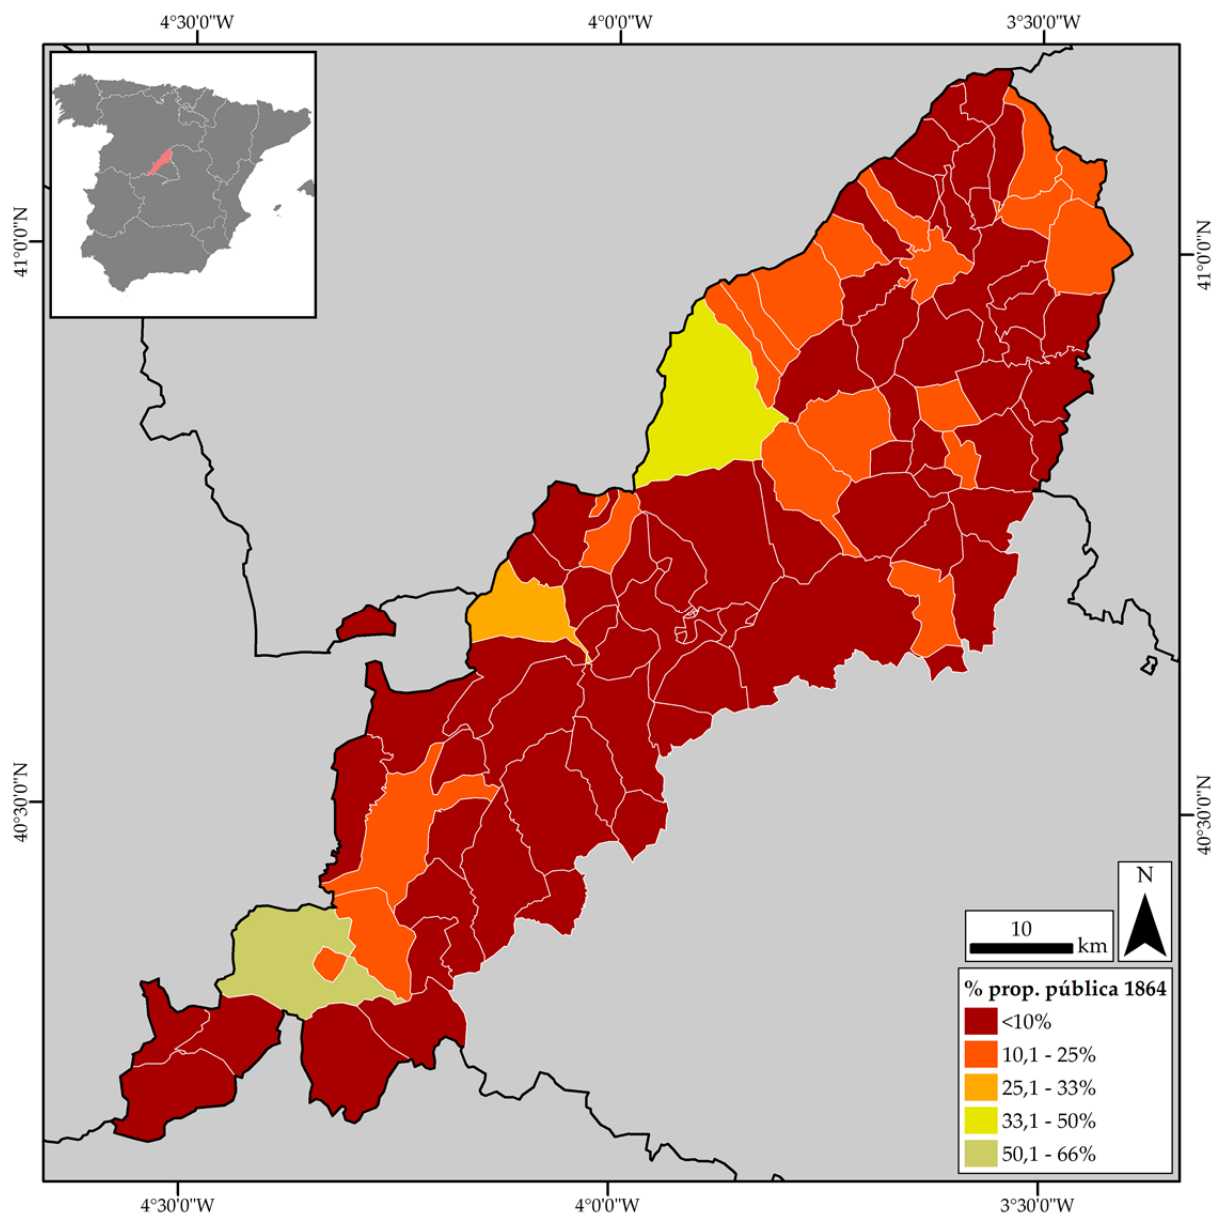 4°30'0"W 4°0'0"W 3°30'0"W
41°0'0"N
41°0'0"N
40°30'0"N
40°30'0"N
N
10
km
% prop. pública 1864
<10%
10,1 - 25%
25,1 - 33%
33,1 - 50%
50,1 - 66%
4°30'0"W 4°0'0"W 3°30'0"W